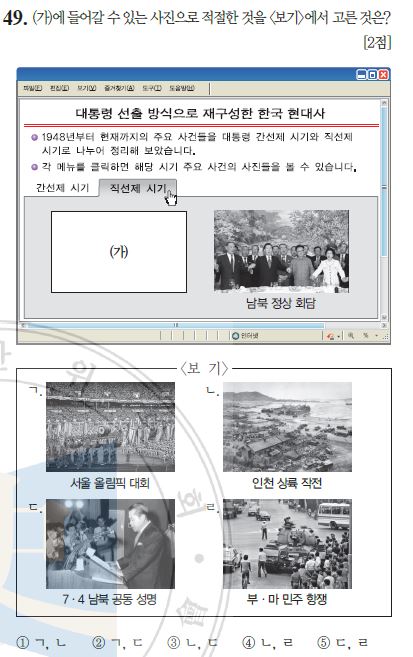 49. (가)에 들어갈 수 있는 사진으로 적절한 것을 <보기>에서 고른 것은?
[2점]
파일(F) 편집(E) 보기(V) 즐겨찾기(A) 도구(T) 도움말(H)
대통령 선출 방식으로 재구성한 한국 현대사
1948년부터 현재까지의 주요 사건들을 대통령 간선제 시기와 직선제
시기로 나누어 정리해 보았습니다.
각 메뉴를 클릭하면 해당 시기 주요 사건의 사진들을 볼 수 있습니다.
간선제 시기 직선제 시기
(가)
남북 정상 회담
인터넷
<보 기>
ㄱ. ㄴ.
서울 올림픽 대회 인천 상륙 작전
ㄷ. ㄹ.
7·4 남북 공동 성명 부·마 민주 항쟁
① ㄱ, ㄴ ② ㄱ, ㄷ ③ ㄴ, ㄷ ④ ㄴ, ㄹ ⑤ ㄷ, ㄹ